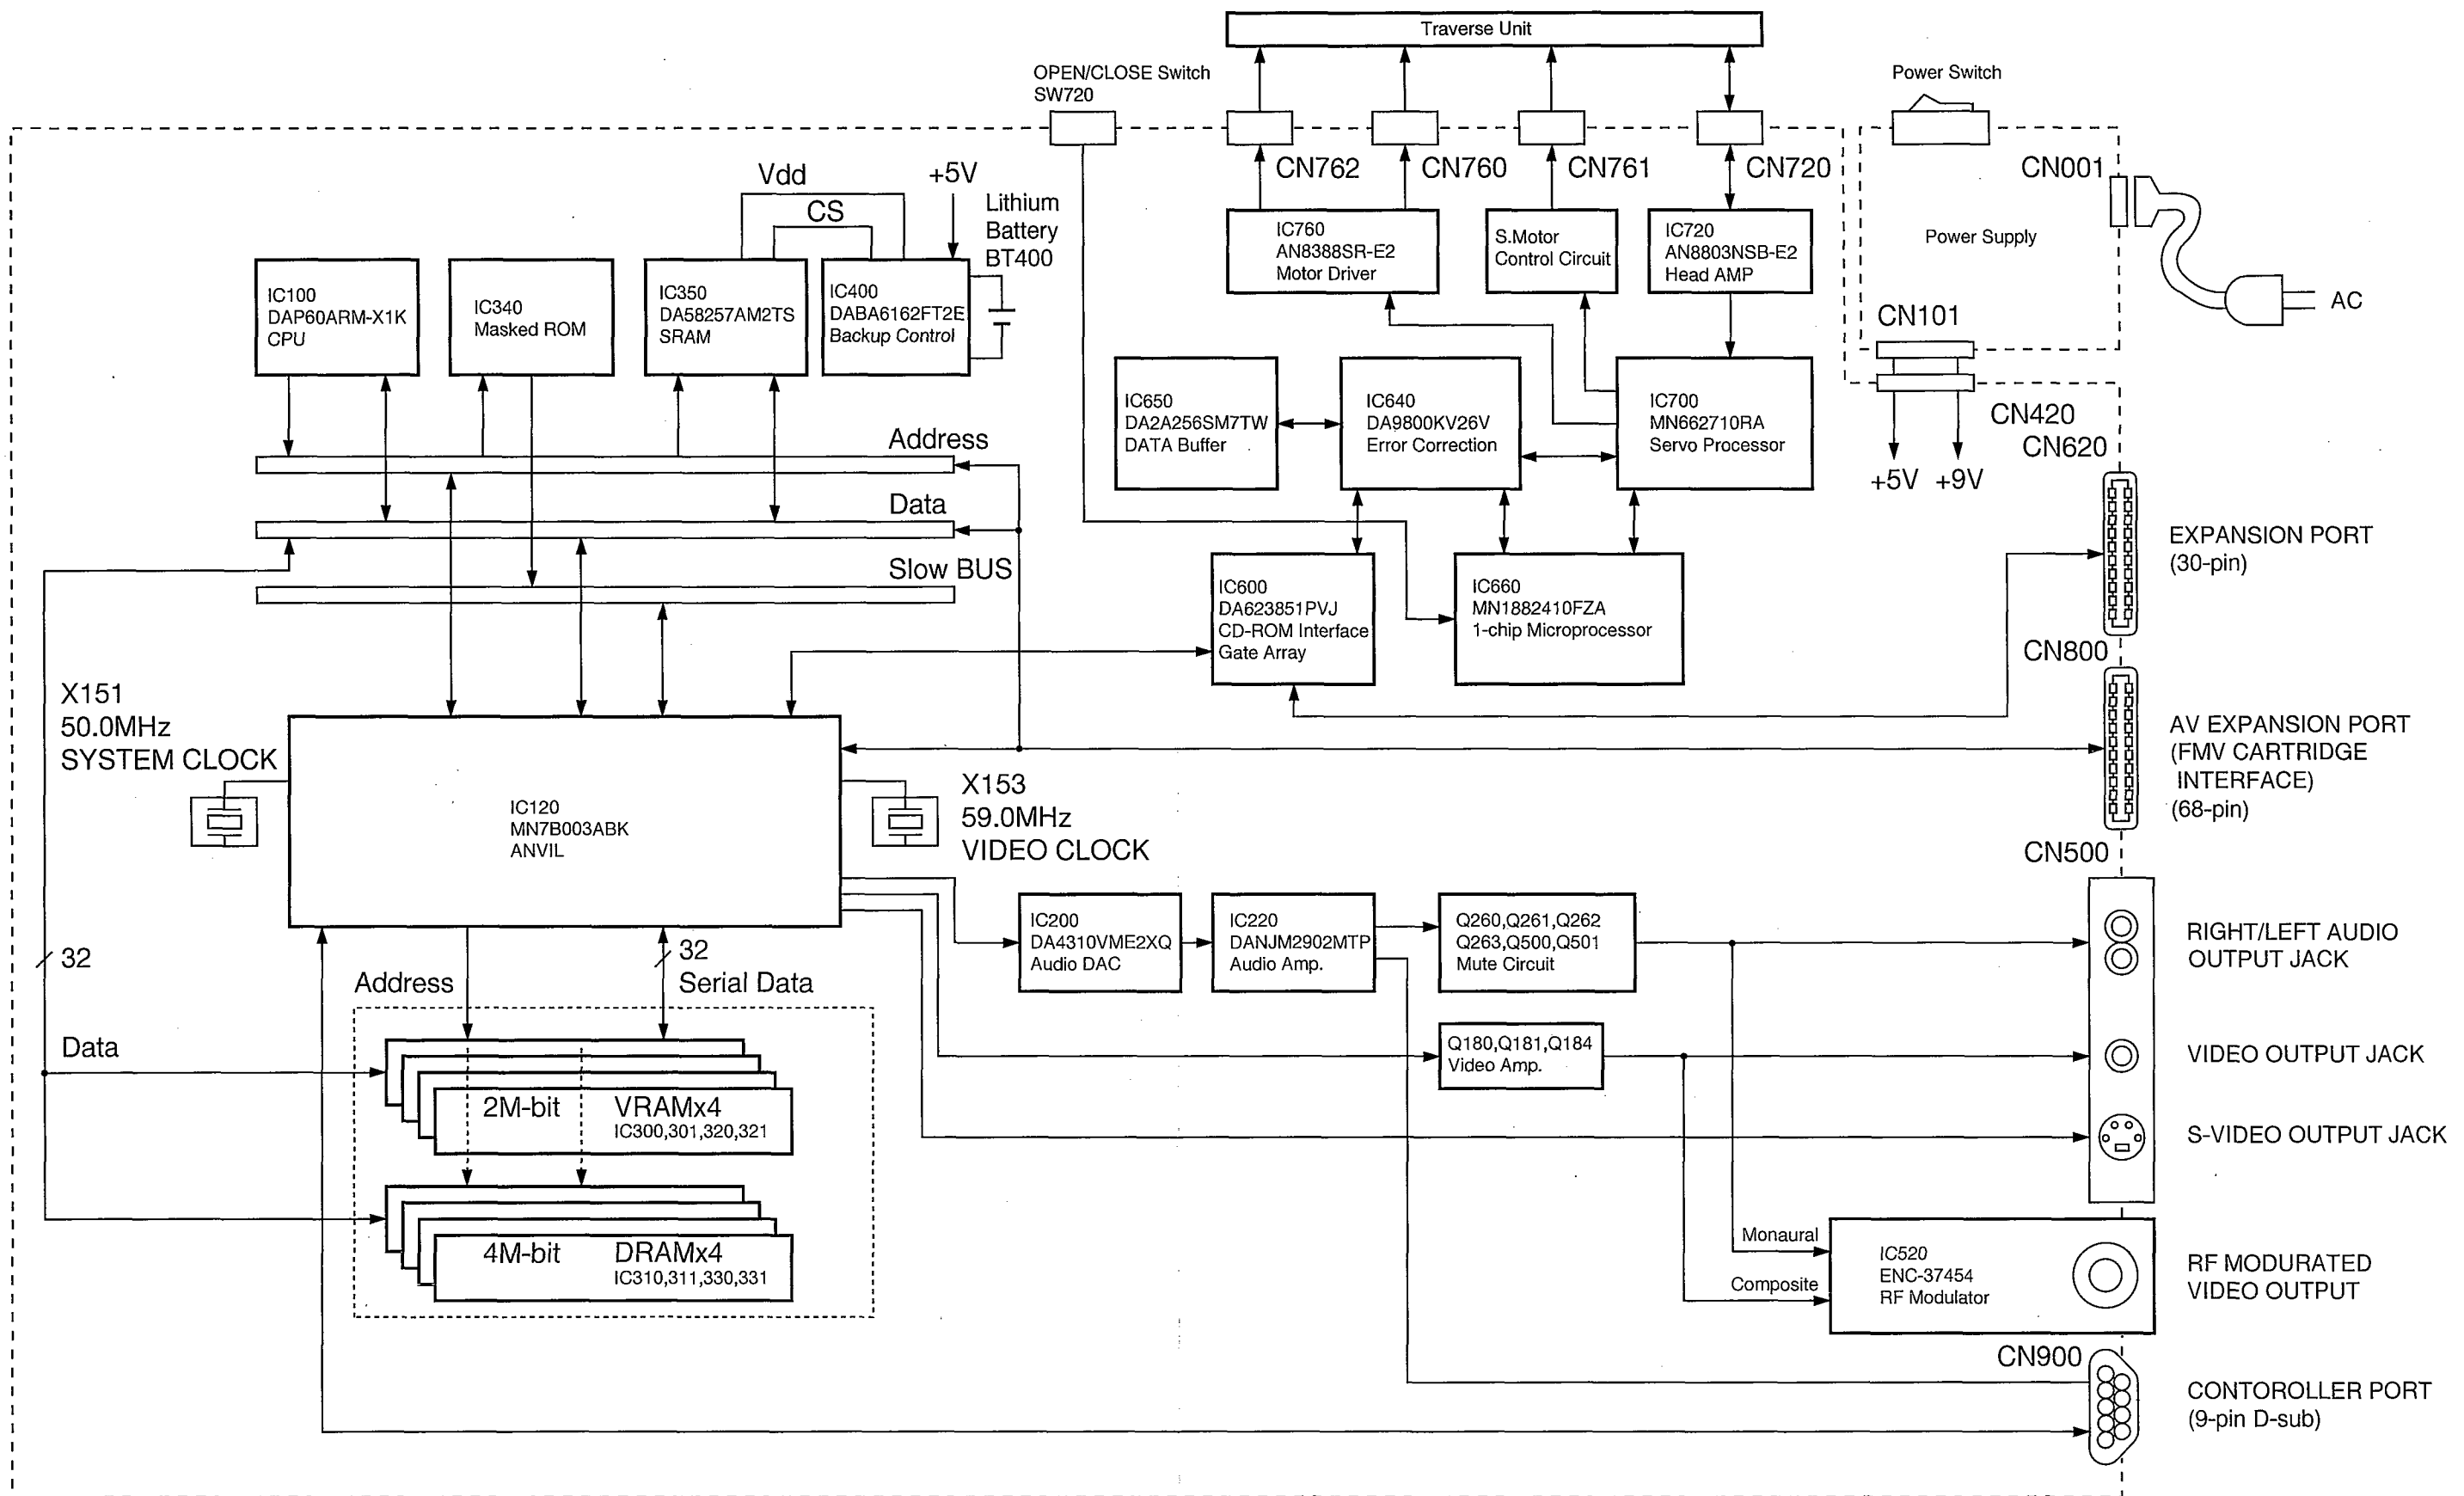 Traverse Unit
OPEN/CLOSE Switch
SW720
Power Switch
CN762
CN760
CN761
CN720
CN001
Vdd
+5V
CS
Lithium
Battery
BT400
IC760
AN8388SR-E2
Motor Driver
S.Motor
Control Circuit
IC720
AN8803NSB-E2
Head AMP
Power Supply
AC
CN101
IC100
DAP60ARM-X1K
CPU
IC340
Masked ROM
IC350
DA58257AM2TS
SRAM
IC400
DABA6162FT2E
Backup Control
IC650
DA2A256SM7TW
DATA Buffer
IC640
DA9800KV26V
Error Correction
IC700
MN662710RA
Servo Processor
CN420
CN620
+5V
+9V
Address
Data
Slow BUS
EXPANSION PORT
(30-pin)
IC600
DA623851PVJ
CD-ROM Interface
Gate Array
IC660
MN1882410FZA
1-chip Microprocessor
CN800
X151
50.0MHz
SYSTEM CLOCK
AV EXPANSION PORT
(FMV CARTRIDGE
INTERFACE)
(68-pin)
IC120
MN7B003ABK
ANVIL
X153
59.0MHz
VIDEO CLOCK
CN500
IC200
DA4310VME2XQ
Audio DAC
IC220
DANJM2902MTP
Audio Amp.
Q260,Q261,Q262
Q263,Q500,Q501
Mute Circuit
RIGHT/LEFT AUDIO
OUTPUT JACK
32
Address
32
Serial Data
Data
Q180,Q181,Q184
Video Amp.
VIDEO OUTPUT JACK
2M-bit VRAMx4
IC300,301,320,321
S-VIDEO OUTPUT JACK
4M-bit DRAMx4
IC310,311,330,331
Monaural
Composite
IC520
ENC-37454
RF Modulator
RF MODURATED
VIDEO OUTPUT
CN900
CONTOROLLER PORT
(9-pin D-sub)